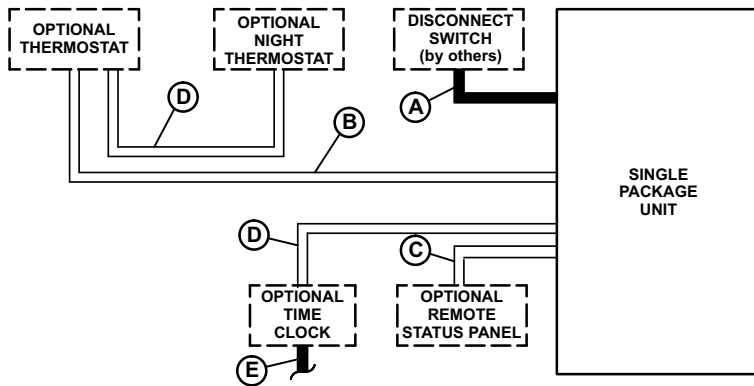 OPTIONAL
THERMOSTAT
OPTIONAL
NIGHT
THERMOSTAT
DISCONNECT
SWITCH
(by others)
A
D
B
SINGLE
PACKAGE
UNIT
D
C
OPTIONAL
TIME
CLOCK
OPTIONAL
REMOTE
STATUS PANEL
E